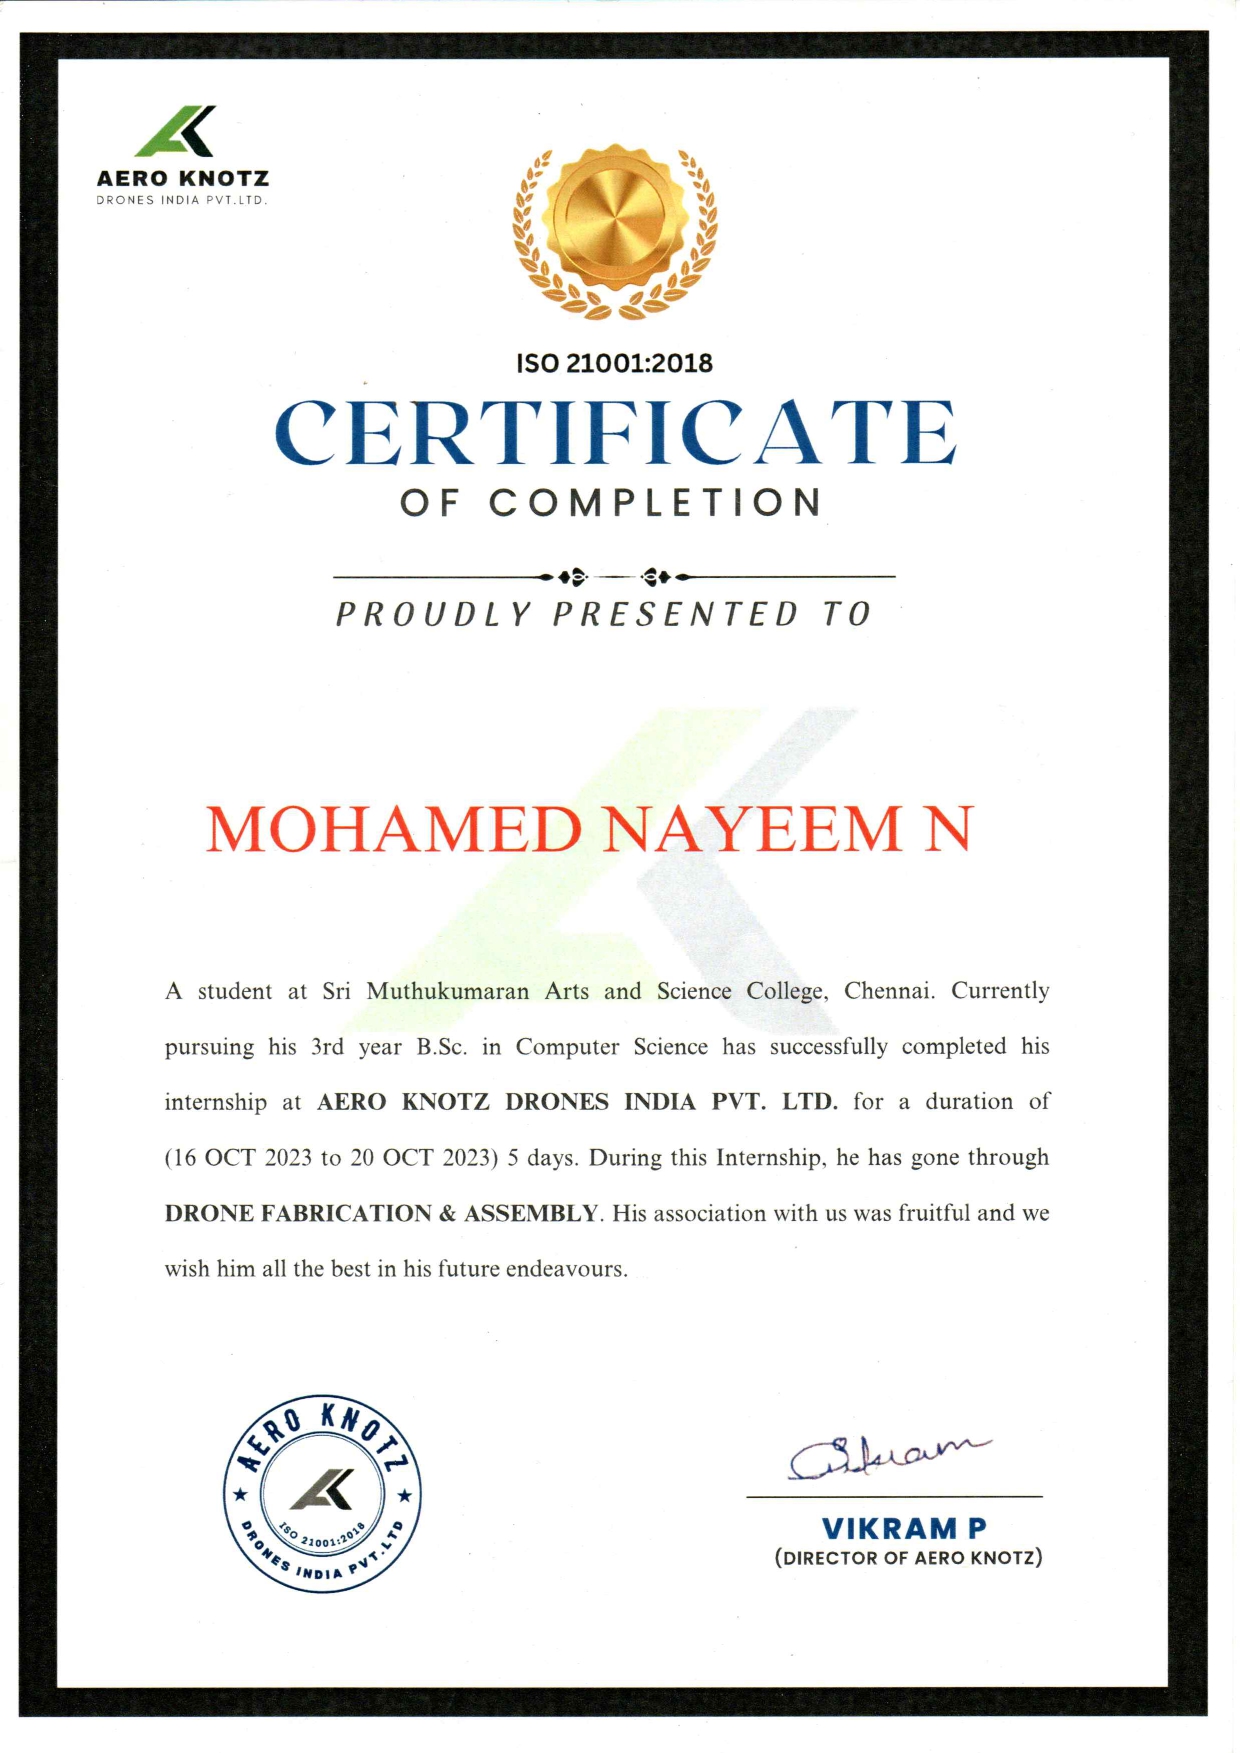 AERO KNOTZ
DRONES INDIA PVT.LTD.
ISO 21001:2018
CERTIFICATE
OF COMPLETION
PROUDLY PRESENTED TO
MOHAMED NAYEEM N
A student at Sri Muthukumaran Arts and Science College, Chennai. Currently
pursuing his 3rd year B.Sc. in Computer Science has successfully completed his
internship at AERO KNOTZ DRONES INDIA PVT. LTD. for a duration of
(16 OCT 2023 to 20 OCT 2023) 5 days. During this Internship, he has gone through
DRONE FABRICATION & ASSEMBLY. His association with us was fruitful and we
wish him all the best in his future endeavours.
AERO KNOTZ
ISO 21001:2018
DRONES INDIA PVT.LTD
Vikram
VIKRAM P
(DIRECTOR OF AERO KNOTZ)